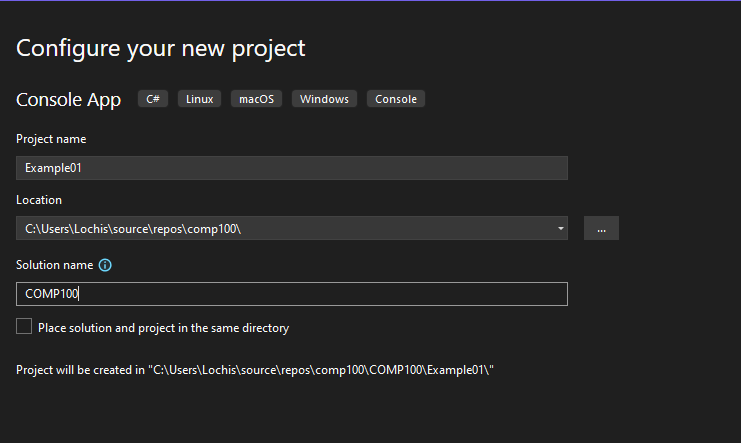 Configure your new project
Console App C# Linux macOS Windows Console
Project name
Example01
Location
C:\Users\Lochis\source\repos\comp100\
...
Solution name
COMP100
Place solution and project in the same directory
Project will be created in "C:\Users\Lochis\source\repos\comp100\COMP100\Example01\"